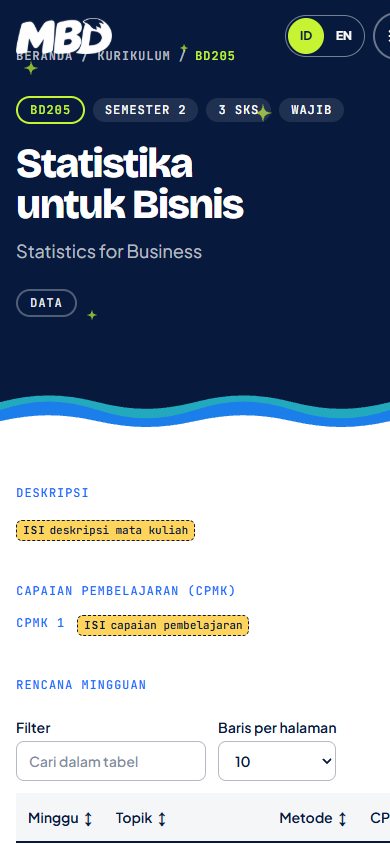 MBD
ID EN
BERANDA / KURIKULUM / BD205
BD205 SEMESTER 2 3 SKS WAJIB
Statistika
untuk Bisnis
Statistics for Business
DATA
DESKRIPSI
ISI deskripsi mata kuliah
CAPAIAN PEMBELAJARAN (CPMK)
CPMK 1 ISI capaian pembelajaran
RENCANA MINGGUAN
Filter Baris per halaman
Cari dalam tabel 10
Minggu ↕ Topik ↕ Metode ↕ CP